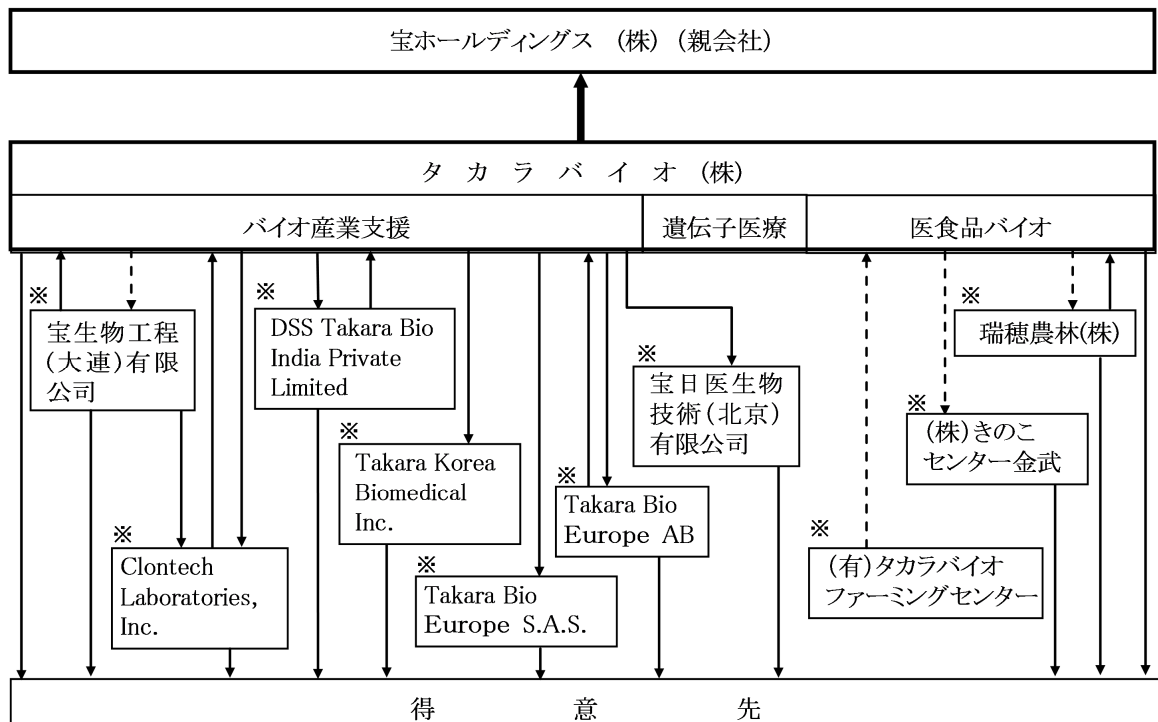 宝ホールディングス (株) (親会社)
タ カ ラ バ イ オ (株)
バイオ産業支援
遺伝子医療
医食品バイオ
※
宝生物工程
(大連)有限
公司
※
DSS Takara Bio
India Private
Limited
※
瑞穂農林(株)
※
宝日医生物
技術(北京)
有限公司
※
(株)きのこ
センター金武
※
Takara Korea
Biomedical
Inc.
※
Takara Bio
Europe AB
※
Clontech
Laboratories,
Inc.
※
Takara Bio
Europe S.A.S.
※
(有)タカラバイオ
ファーミングセンター
得 意 先